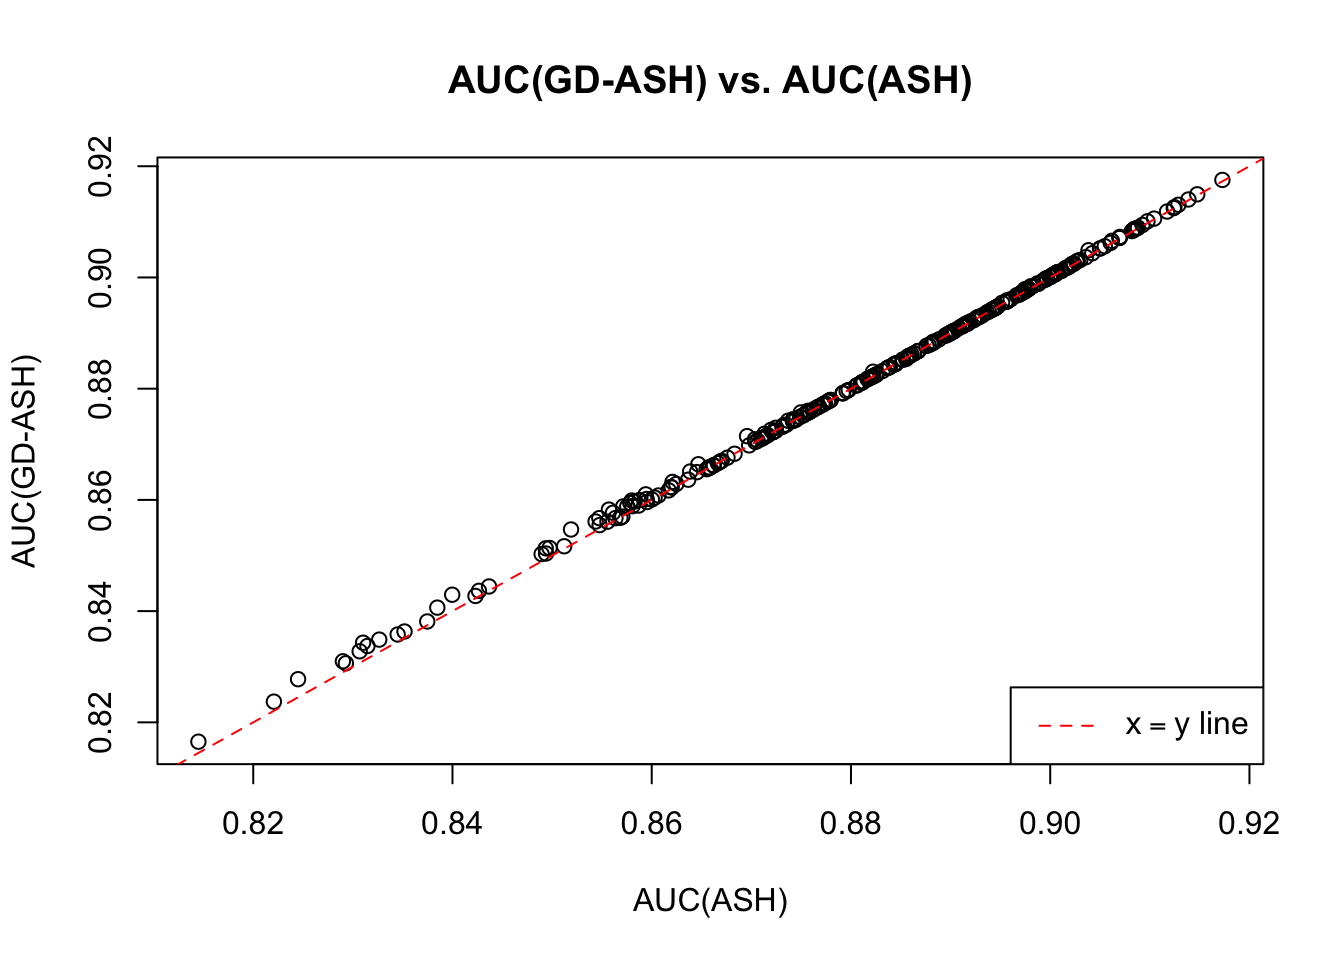 AUC(GD-ASH) vs. AUC(ASH)
AUC(GD-ASH)
0.92
0.90
0.88
0.86
0.84
0.82
x = y line
0.82 0.84 0.86 0.88 0.90 0.92
AUC(ASH)